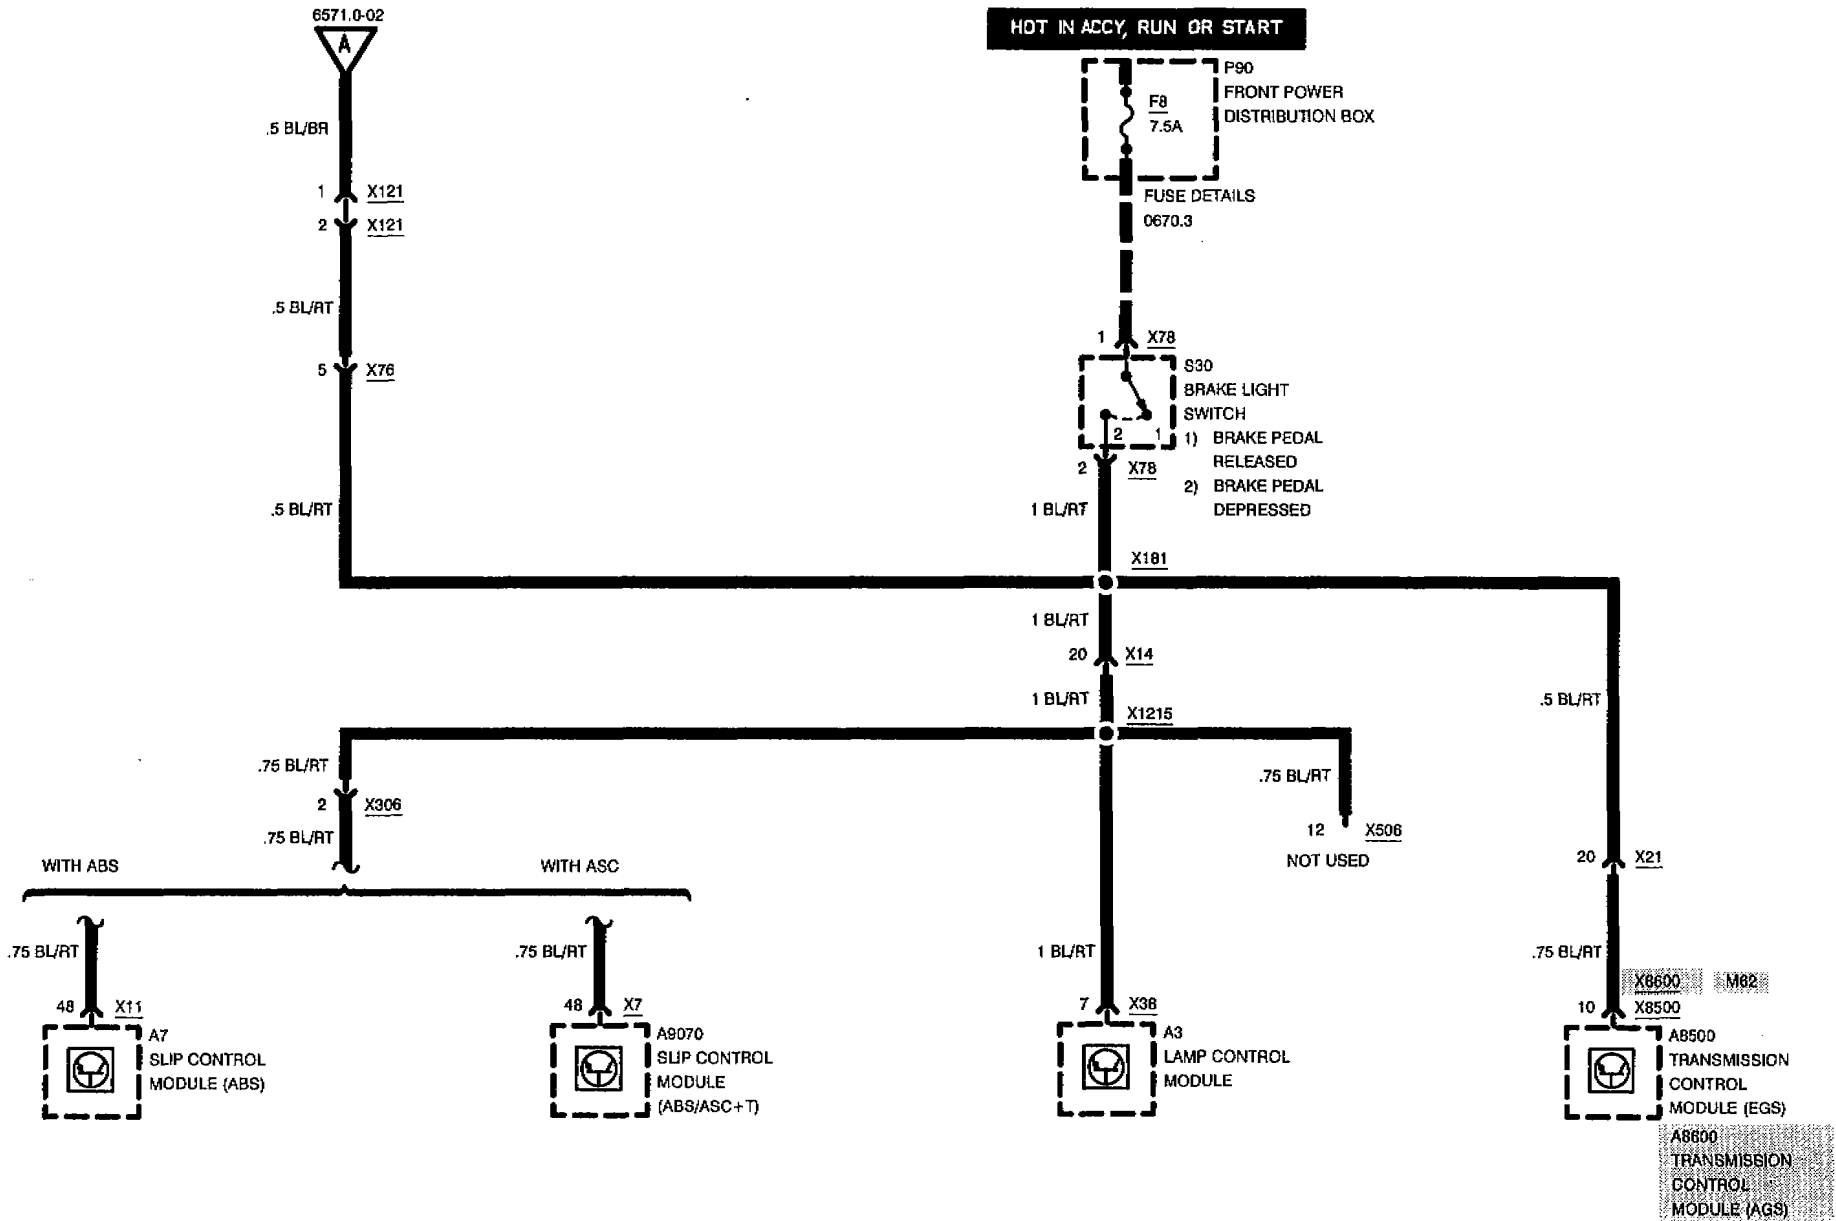 6571.0-02
A
HOT IN ACCY, RUN OR START
P90
FRONT POWER
DISTRIBUTION BOX
F8
7.5A
FUSE DETAILS
0670.3
.5 BL/BR
1 X121
2 X121
.5 BL/RT
5 X76
.5 BL/RT
1 X78
S30
BRAKE LIGHT
SWITCH
1) BRAKE PEDAL
RELEASED
2) BRAKE PEDAL
DEPRESSED
2 1
2 X78
1 BL/RT
X181
1 BL/RT
20 X14
1 BL/RT
X1215
.5 BL/RT
.75 BL/RT
2 X306
.75 BL/RT
.75 BL/RT
12 X506
NOT USED
20 X21
WITH ABS
WITH ASC
.75 BL/RT
.75 BL/RT
1 BL/RT
.75 BL/RT
X8600 M62
48 X11
48 X7
7 X38
10 X8500
A7
SLIP CONTROL
MODULE (ABS)
A9070
SLIP CONTROL
MODULE
(ABS/ASC+T)
A3
LAMP CONTROL
MODULE
A8500
TRANSMISSION
CONTROL
MODULE (EGS)
A8600
TRANSMISSION
CONTROL
MODULE (AGS)